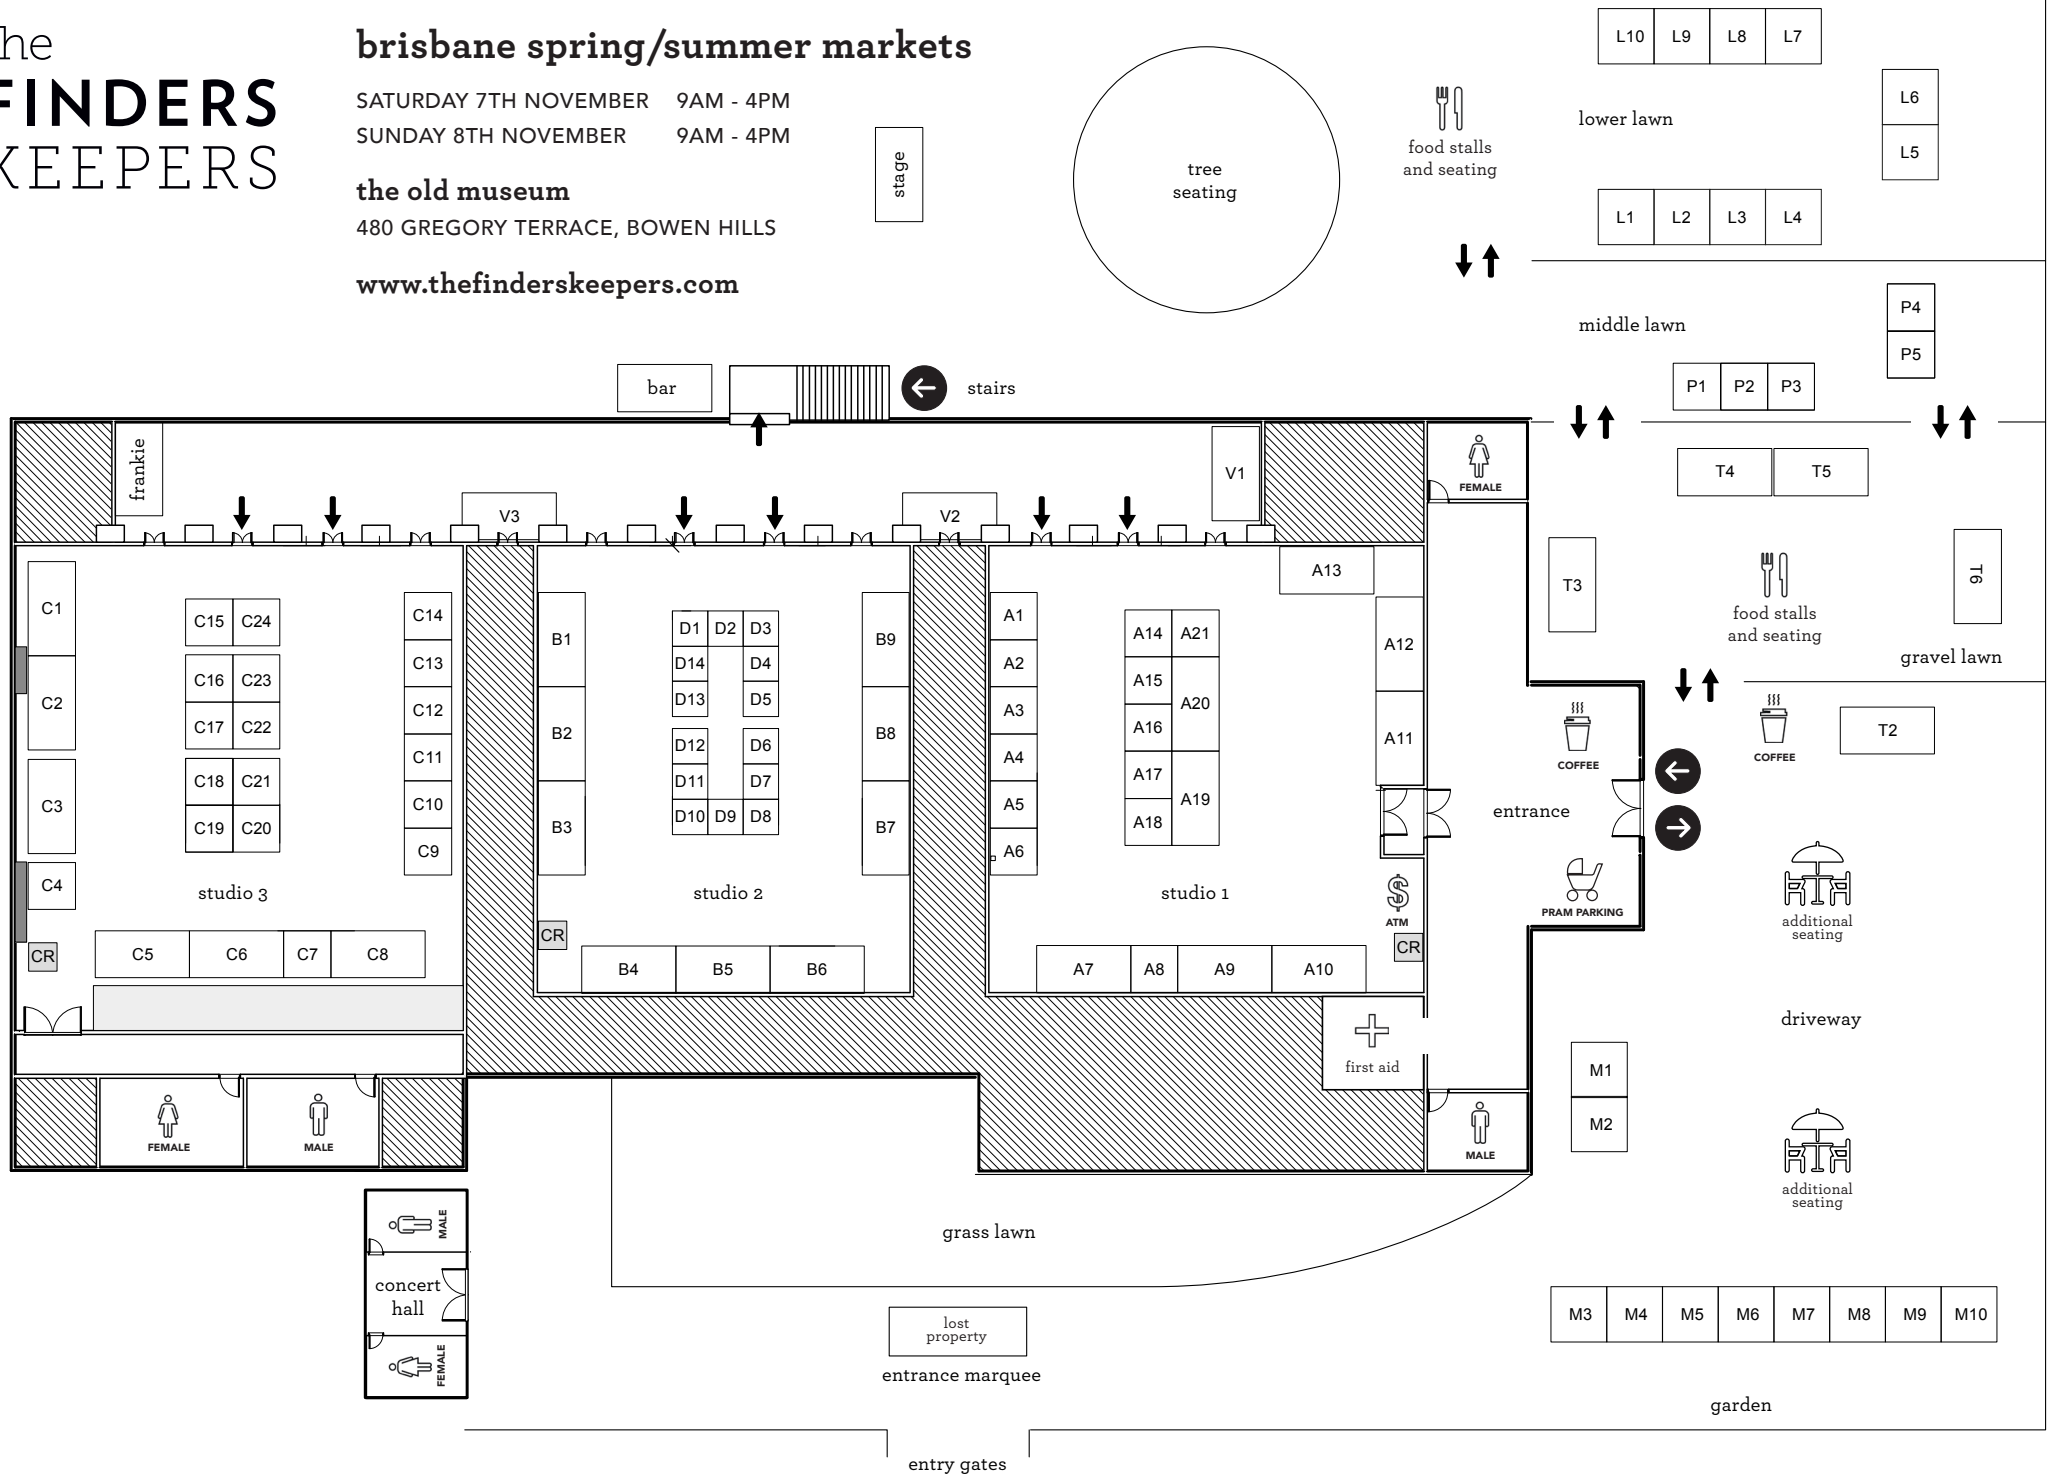 he
FINDERS
KEEPERS
brisbane spring/summer markets
SATURDAY 7TH NOVEMBER 9AM - 4PM
SUNDAY 8TH NOVEMBER 9AM - 4PM
the old museum
480 GREGORY TERRACE, BOWEN HILLS
www.thefinderskeepers.com
stage
tree
seating
food stalls
and seating
L10 L9 L8 L7
lower lawn
L6
L5
L1 L2 L3 L4
middle lawn
P4
P5
P1 P2 P3
bar
stairs
frankie
V3
V2
V1
FEMALE
T4 T5
T3
food stalls
and seating
T6
gravel lawn
C1
C2
C3
C4
C15 C24
C16 C23
C17 C22
C18 C21
C19 C20
C14
C13
C12
C11
C10
C9
studio 3
CR
C5 C6 C7 C8
B1
B2
B3
D1 D2 D3
D14 D4
D13 D5
D12 D6
D11 D7
D10 D9 D8
B9
B8
B7
studio 2
CR
B4 B5 B6
A13
A1
A2
A3
A4
A5
A6
A14 A21
A15
A20
A16
A17
A19
A18
A12
A11
studio 1
ATM
CR
A7 A8 A9 A10
first aid
COFFEE
entrance
PRAM PARKING
COFFEE
T2
additional
seating
driveway
M1
M2
additional
seating
FEMALE
MALE
MALE
MALE
concert
hall
FEMALE
grass lawn
lost
property
entrance marquee
M3 M4 M5 M6 M7 M8 M9 M10
garden
entry gates